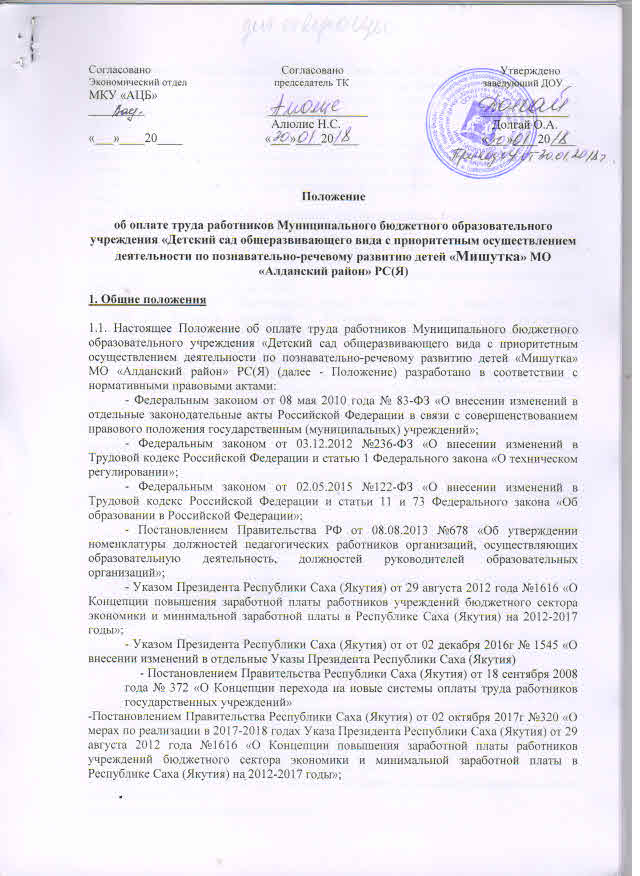 для операции
Согласовано Согласовано Утверждено
Экономический отдел председатель ТК заведующий ДОУ
МКУ «АЦБ»
Алюлис Н.С. Долгай О.А.
«___»____20____ «30»01 2018 «30»01 2018
Приказ от 30.01.2018г.
Положение
об оплате труда работников Муниципального бюджетного образовательного
учреждения «Детский сад общеразвивающего вида с приоритетным осуществлением
деятельности по познавательно-речевому развитию детей «Мишутка» МО
«Алданский район» РС(Я)
1. Общие положения
1.1. Настоящее Положение об оплате труда работников Муниципального бюджетного
образовательного учреждения «Детский сад общеразвивающего вида с приоритетным
осуществлением деятельности по познавательно-речевому развитию детей «Мишутка»
МО «Алданский район» РС(Я) (далее - Положение) разработано в соответствии с
нормативными правовыми актами:
- Федеральным законом от 08 мая 2010 года № 83-ФЗ «О внесении изменений в
отдельные законодательные акты Российской Федерации в связи с совершенствованием
правового положения государственным (муниципальных) учреждений»;
- Федеральным законом от 03.12.2012 №236-ФЗ «О внесении изменений в
Трудовой кодекс Российской Федерации и статью 1 Федерального закона «О техническом
регулировании»;
- Федеральным законом от 02.05.2015 №122-ФЗ «О внесении изменений в
Трудовой кодекс Российской Федерации и статьи 11 и 73 Федерального закона «Об
образовании в Российской Федерации»;
- Постановлением Правительства РФ от 08.08.2013 №678 «Об утверждении
номенклатуры должностей педагогических работников организаций, осуществляющих
образовательную деятельность, должностей руководителей образовательных
организаций»;
- Указом Президента Республики Саха (Якутия) от 29 августа 2012 года №1616 «О
Концепции повышения заработной платы работников учреждений бюджетного сектора
экономики и минимальной заработной платы в Республике Саха (Якутия) на 2012-2017
годы»;
- Указом Президента Республики Саха (Якутия) от от 02 декабря 2016г № 1545 «О
внесении изменений в отдельные Указы Президента Республики Саха (Якутия)
- Постановлением Правительства Республики Саха (Якутия) от 18 сентября 2008
года № 372 «О Концепции перехода на новые системы оплаты труда работников
государственных учреждений»
-Постановлением Правительства Республики Саха (Якутия) от 02 октября 2017г №320 «О
мерах по реализации в 2017-2018 годах Указа Президента Республики Саха (Якутия) от 29
августа 2012 года №1616 «О Концепции повышения заработной платы работников
учреждений бюджетного сектора экономики и минимальной заработной платы в
Республике Саха (Якутия) на 2012-2017 годы»;